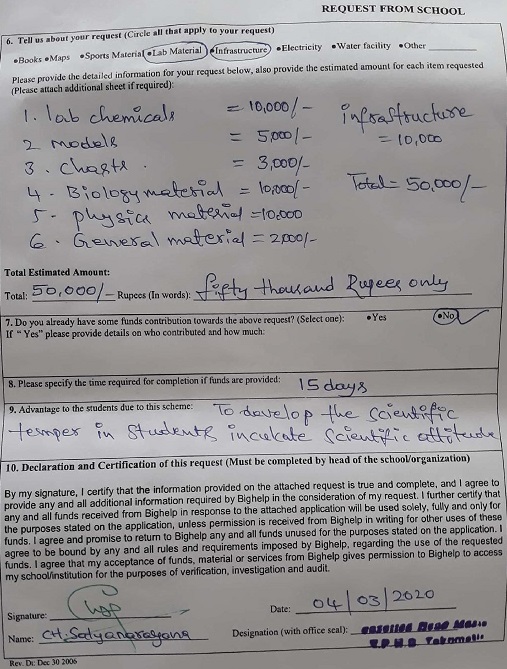 REQUEST FROM SCHOOL
6. Tell us about your request (Circle all that apply to your request)
•Books •Maps •Sports Material •Lab Material •Infrastructure •Electricity •Water facility •Other
Please provide the detailed information for your request below, also provide the estimated amount for each item requested
(Please attach additional sheet if required):
1. lab chemicals = 10,000/- infrastructure
2 models = 5,000/- = 10,000
3. charts. = 3,000/-
4 - Biology material = 10,000/- Total = 50,000/-
5 - physics material =10000
6. General material = 2,000/-
Total Estimated Amount:
Total: 50,000/- Rupees (In words): fifty thousand Rupees only
7. Do you already have some funds contribution towards the above request? (Select one): •Yes •No
If "Yes" please provide details on who contributed and how much:
8. Please specify the time required for completion if funds are provided: 15 days
9. Advantage to the students due to this scheme: To develop the Scientific
temper in Students inculcate Scientific attitude
10. Declaration and Certification of this request (Must be completed by head of the school/organization)
By my signature, I certify that the information provided on the attached request is true and complete, and I agree to
provide any and all additional information required by Bighelp in the consideration of my request. I further certify that
any and all funds received from Bighelp in response to the attached application will be used solely, fully and only for
the purposes stated on the application, unless permission is received from Bighelp in writing for other uses of these
funds. I agree and promise to return to Bighelp any and all funds unused for the purposes stated on the application. I
agree to be bound by any and all rules and requirements imposed by Bighelp, regarding the use of the requested
funds. I agree that my acceptance of funds, material or services from Bighelp gives permission to Bighelp to access
my school/institution for the purposes of verification, investigation and audit.
Signature: Date: 04/03/2020
Name: CH. Satyanarayana Designation (with office seal):
Rev. Dt: Dec 30 2006